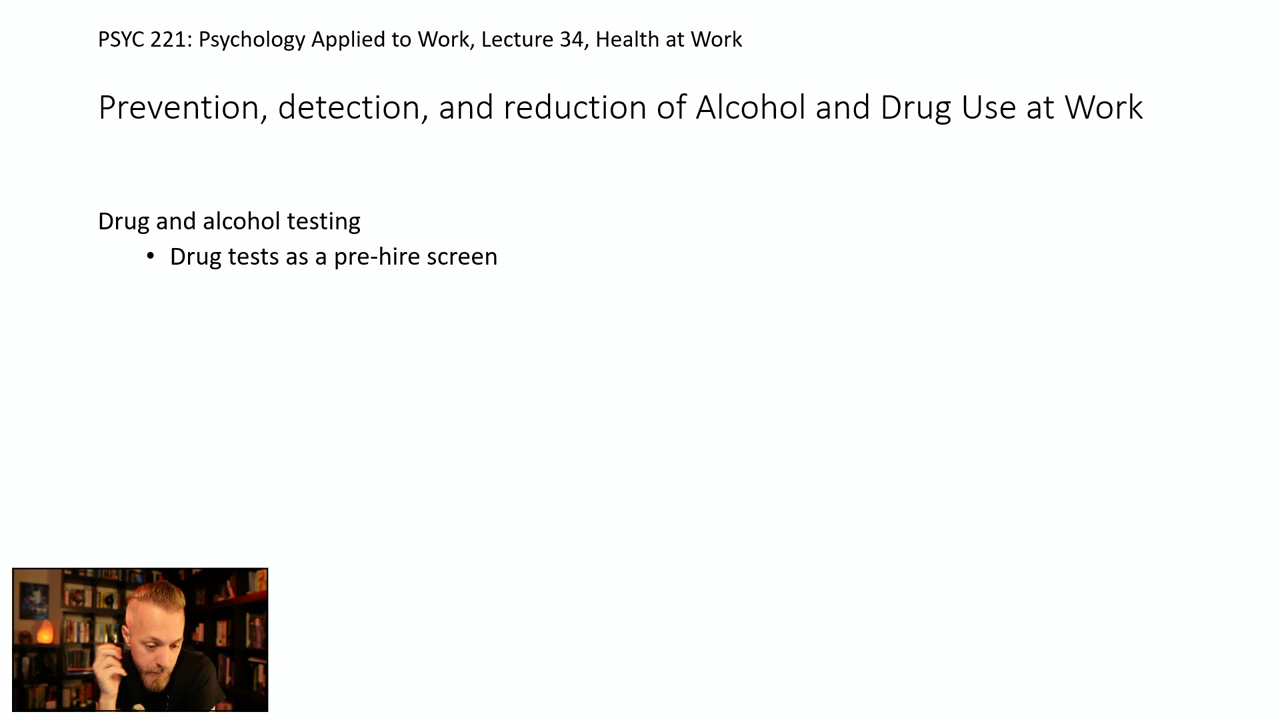 PSYC 221: Psychology Applied to Work, Lecture 34, Health at Work
Prevention, detection, and reduction of Alcohol and Drug Use at Work
Drug and alcohol testing
• Drug tests as a pre-hire screen